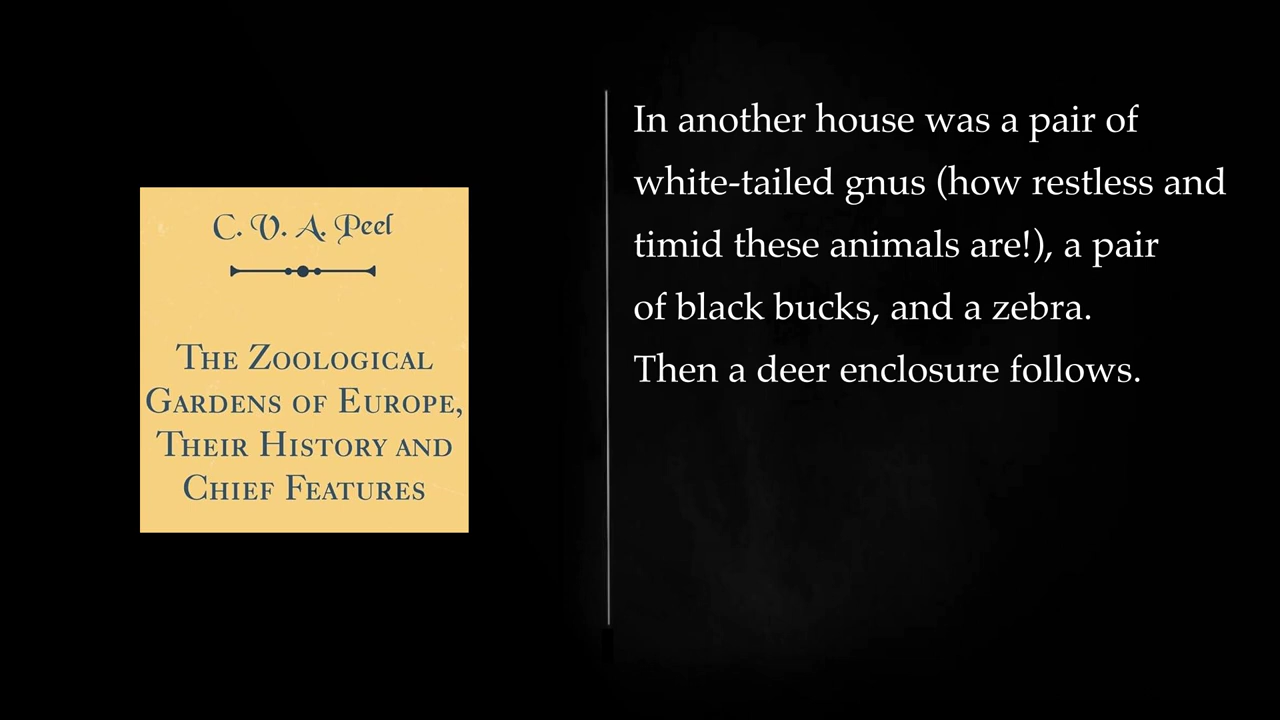 C. V. A. Peel
The Zoological
Gardens of Europe,
Their History and
Chief Features
In another house was a pair of
white-tailed gnus (how restless and
timid these animals are!), a pair
of black bucks, and a zebra.
Then a deer enclosure follows.